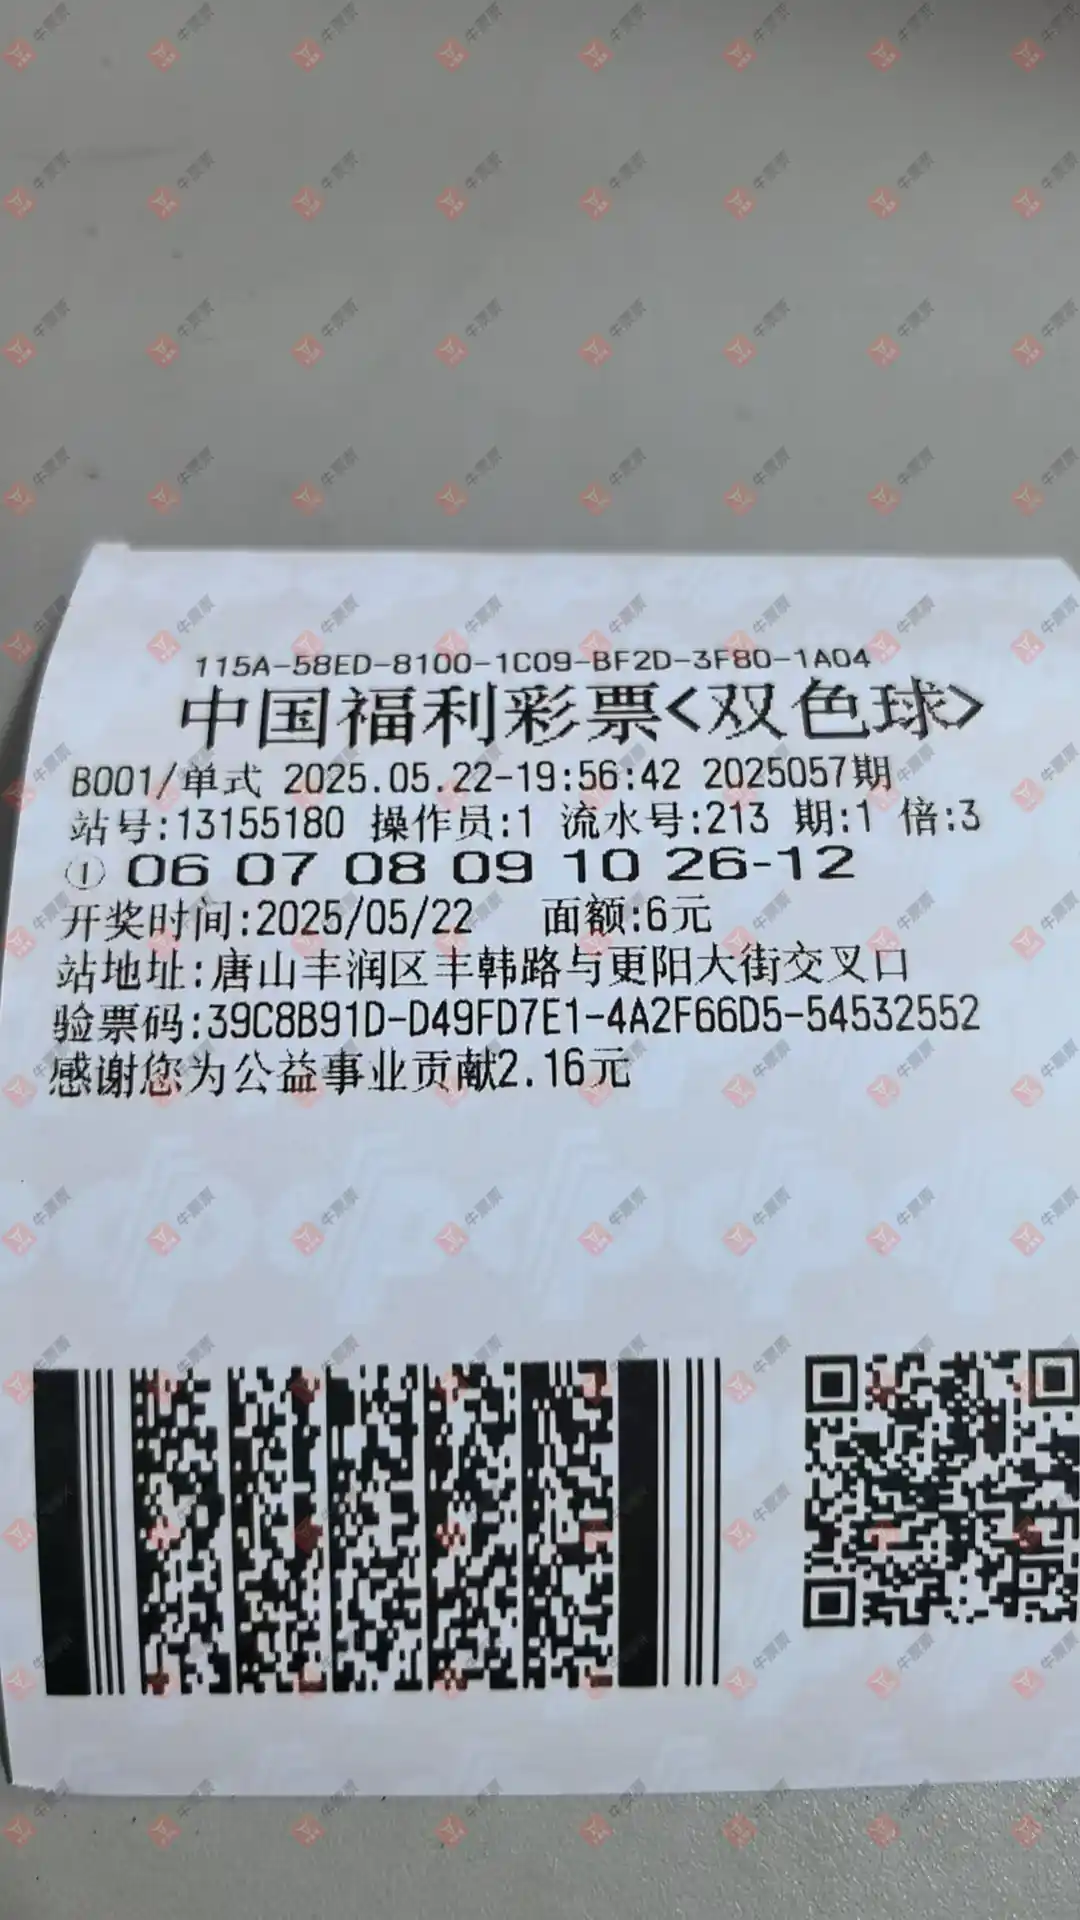 115A-58ED-8100-1C09-BF2D-3F80-1A04
中国福利彩票<双色球>
B001/单式 2025.05.22-19:56:42 2025057期
站号:13155180 操作员:1 流水号:213 期:1 倍:3
① 06 07 08 09 10 26-12
开奖时间:2025/05/22 面额:6元
站地址:唐山丰润区丰韩路与更阳大街交叉口
验票码:39C8B91D-D49FD7E1-4A2F66D5-54532552
感谢您为公益事业贡献2.16元